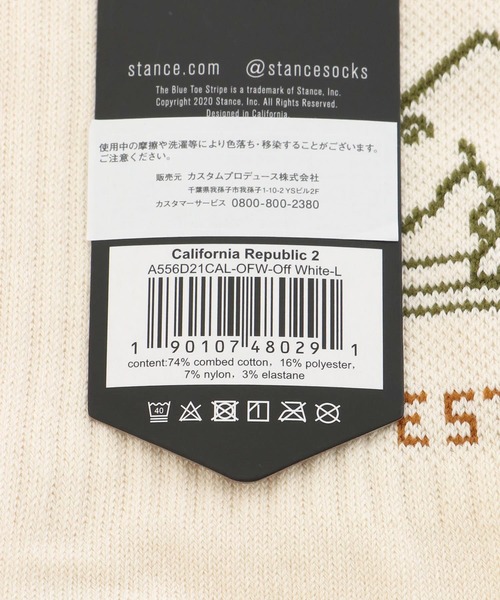 stance.com @stancesocks
The Blue Toe Stripe is a trademark of Stance, Inc.
Copyright 2020 Stance, Inc. All Rights Reserved.
Designed in California.
使用中の摩擦や洗濯等により色落ち・移染することがございます。
ご注意ください。
販売元 カスタムプロデュース株式会社
千葉県我孫子市我孫子1-10-2 YSビル2F
カスタマーサービス 0800-800-2380
California Republic 2
A556D21CAL-OFW-Off White-L
1 90107 48029 1
content:74% combed cotton, 16% polyester,
7% nylon, 3% elastane
40
EST